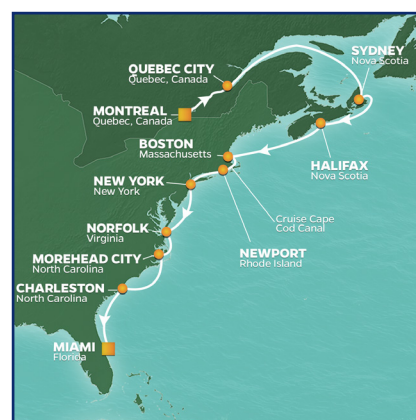 SYDNEY
Nova Scotia
QUEBEC CITY
Quebec, Canada
MONTREAL
Quebec, Canada
BOSTON
Massachusetts
HALIFAX
Nova Scotia
NEW YORK
New York
Cruise Cape
Cod Canal
NORFOLK
Virginia
NEWPORT
Rhode Island
MOREHEAD CITY
North Carolina
CHARLESTON
North Carolina
MIAMI
Florida